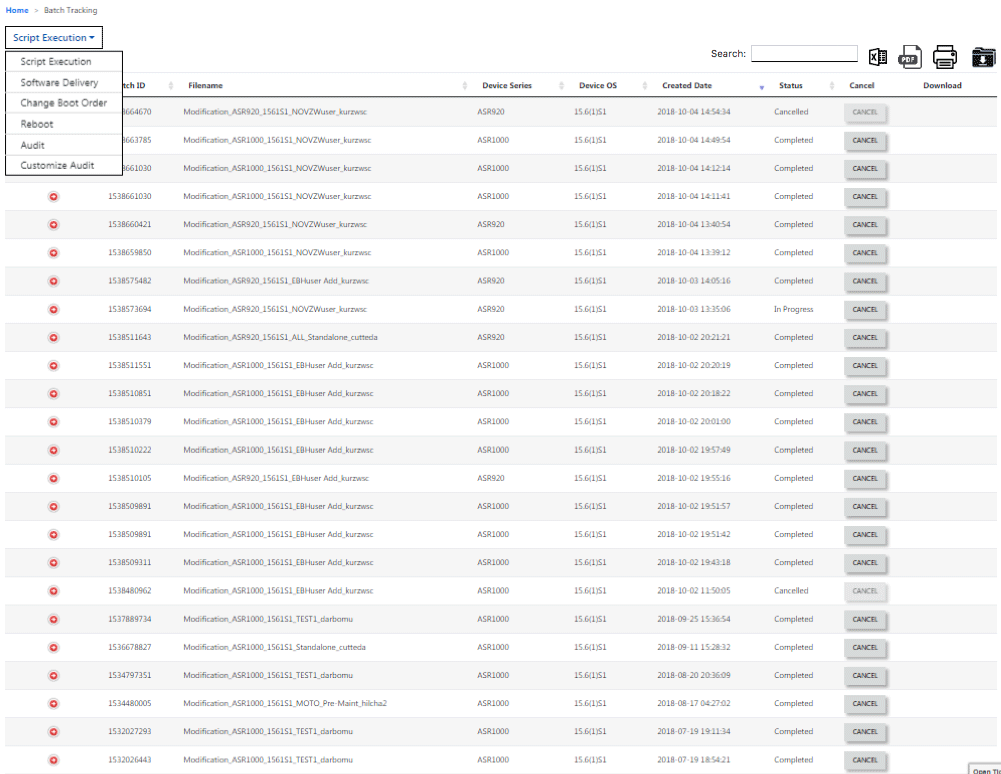 Home > Batch Tracking
Script Execution
Script Execution
Software Delivery
Change Boot Order
Reboot
Audit
Customize Audit
Search:
PDF
tch ID Filename Device Series Device OS Created Date Status Cancel Download
3664670 Modification_ASR920_1561S1_NOVZWuser_kurzwsc ASR920 15.6(1)S1 2018-10-04 14:54:34 Cancelled CANCEL
3663785 Modification_ASR1000_1561S1_NOVZWuser_kurzwsc ASR1000 15.6(1)S1 2018-10-04 14:49:54 Completed CANCEL
3661030 Modification_ASR1000_1561S1_NOVZWuser_kurzwsc ASR1000 15.6(1)S1 2018-10-04 14:12:14 Completed CANCEL
1538661030 Modification_ASR1000_1561S1_NOVZWuser_kurzwsc ASR1000 15.6(1)S1 2018-10-04 14:11:41 Completed CANCEL
1538660421 Modification_ASR920_1561S1_NOVZWuser_kurzwsc ASR920 15.6(1)S1 2018-10-04 13:40:54 Completed CANCEL
1538659850 Modification_ASR1000_1561S1_NOVZWuser_kurzwsc ASR1000 15.6(1)S1 2018-10-04 13:39:12 Completed CANCEL
1538575482 Modification_ASR920_1561S1_EBHuser Add_kurzwsc ASR920 15.6(1)S1 2018-10-03 14:05:16 Completed CANCEL
1538573694 Modification_ASR920_1561S1_NOVZWuser_kurzwsc ASR920 15.6(1)S1 2018-10-03 13:35:06 In Progress CANCEL
1538511643 Modification_ASR920_1561S1_ALL_Standalone_cutteda ASR920 15.6(1)S1 2018-10-02 20:21:21 Completed CANCEL
1538511551 Modification_ASR1000_1561S1_EBHuser Add_kurzwsc ASR1000 15.6(1)S1 2018-10-02 20:20:19 Completed CANCEL
1538510851 Modification_ASR1000_1561S1_EBHuser Add_kurzwsc ASR1000 15.6(1)S1 2018-10-02 20:18:22 Completed CANCEL
1538510379 Modification_ASR1000_1561S1_EBHuser Add_kurzwsc ASR1000 15.6(1)S1 2018-10-02 20:01:00 Completed CANCEL
1538510222 Modification_ASR1000_1561S1_EBHuser Add_kurzwsc ASR1000 15.6(1)S1 2018-10-02 19:57:49 Completed CANCEL
1538510105 Modification_ASR920_1561S1_EBHuser Add_kurzwsc ASR920 15.6(1)S1 2018-10-02 19:55:16 Completed CANCEL
1538509891 Modification_ASR1000_1561S1_EBHuser Add_kurzwsc ASR1000 15.6(1)S1 2018-10-02 19:51:57 Completed CANCEL
1538509891 Modification_ASR1000_1561S1_EBHuser Add_kurzwsc ASR1000 15.6(1)S1 2018-10-02 19:51:42 Completed CANCEL
1538509311 Modification_ASR1000_1561S1_EBHuser Add_kurzwsc ASR1000 15.6(1)S1 2018-10-02 19:43:18 Completed CANCEL
1538480962 Modification_ASR1000_1561S1_EBHuser Add_kurzwsc ASR1000 15.6(1)S1 2018-10-02 11:50:05 Cancelled CANCEL
1537889734 Modification_ASR1000_1561S1_TEST1_darbomu ASR1000 15.6(1)S1 2018-09-25 15:36:54 Completed CANCEL
1536678827 Modification_ASR1000_1561S1_Standalone_cutteda ASR1000 15.6(1)S1 2018-09-11 15:28:32 Completed CANCEL
1534797351 Modification_ASR1000_1561S1_TEST1_darbomu ASR1000 15.6(1)S1 2018-08-20 20:36:09 Completed CANCEL
1534480005 Modification_ASR1000_1561S1_MOTO_Pre-Maint_hilcha2 ASR1000 15.6(1)S1 2018-08-17 04:27:02 Completed CANCEL
1532027293 Modification_ASR1000_1561S1_TEST1_darbomu ASR1000 15.6(1)S1 2018-07-19 19:11:34 Completed CANCEL
1532026443 Modification_ASR1000_1561S1_TEST1_darbomu ASR1000 15.6(1)S1 2018-07-19 18:54:21 Completed CANCEL
Open Tic